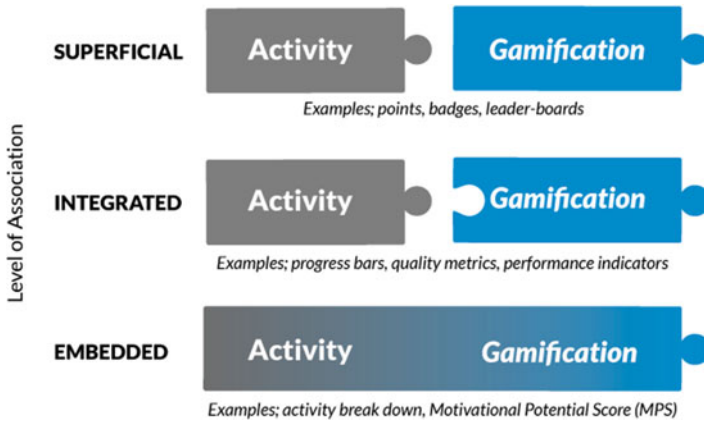 Level of Association
SUPERFICIAL
Activity
Gamification
Examples; points, badges, leader-boards
INTEGRATED
Activity
Gamification
Examples; progress bars, quality metrics, performance indicators
EMBEDDED
Activity
Gamification
Examples; activity break down, Motivational Potential Score (MPS)